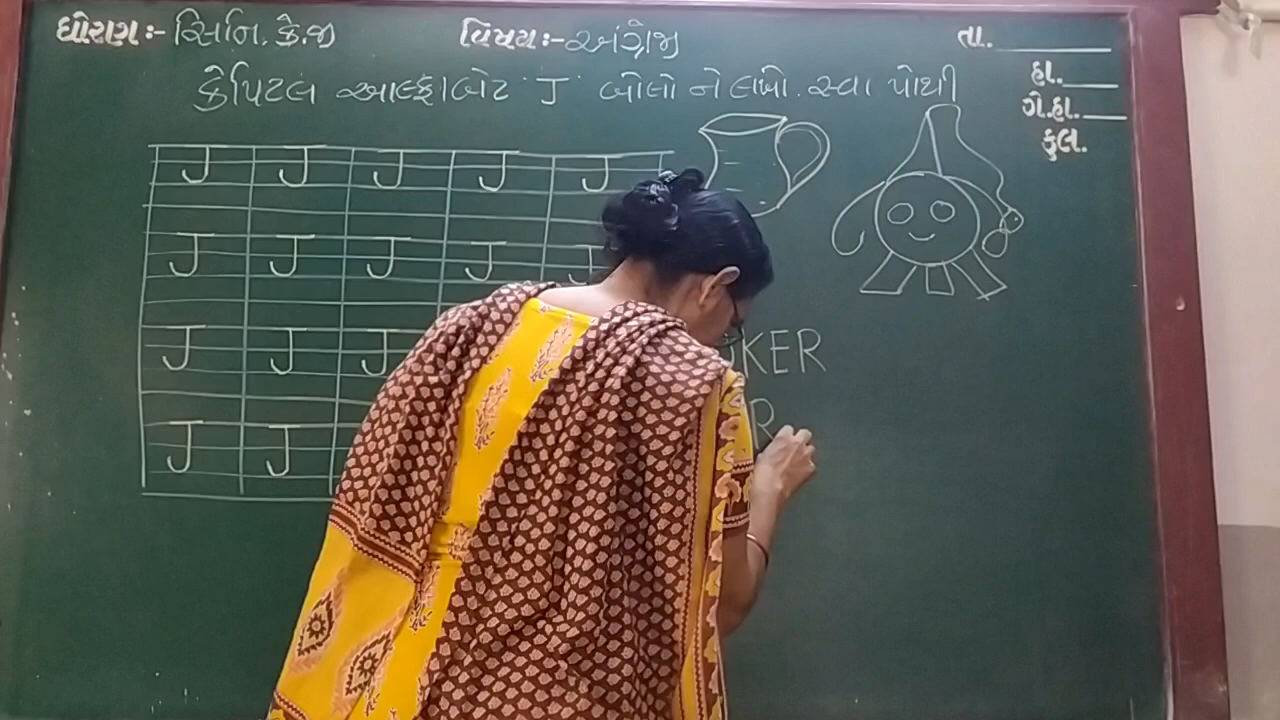 ધોરણ:- સિનિ. કે.જી વિષય:- અંગ્રેજી તા.
કેપિટલ આલ્ફાબેટ 'J' બોલો ને લખો. સ્વા પોથી
હા.
ગે.હા.
કુલ.
J J J J J
J J J J J
J J J
J J
KER
R